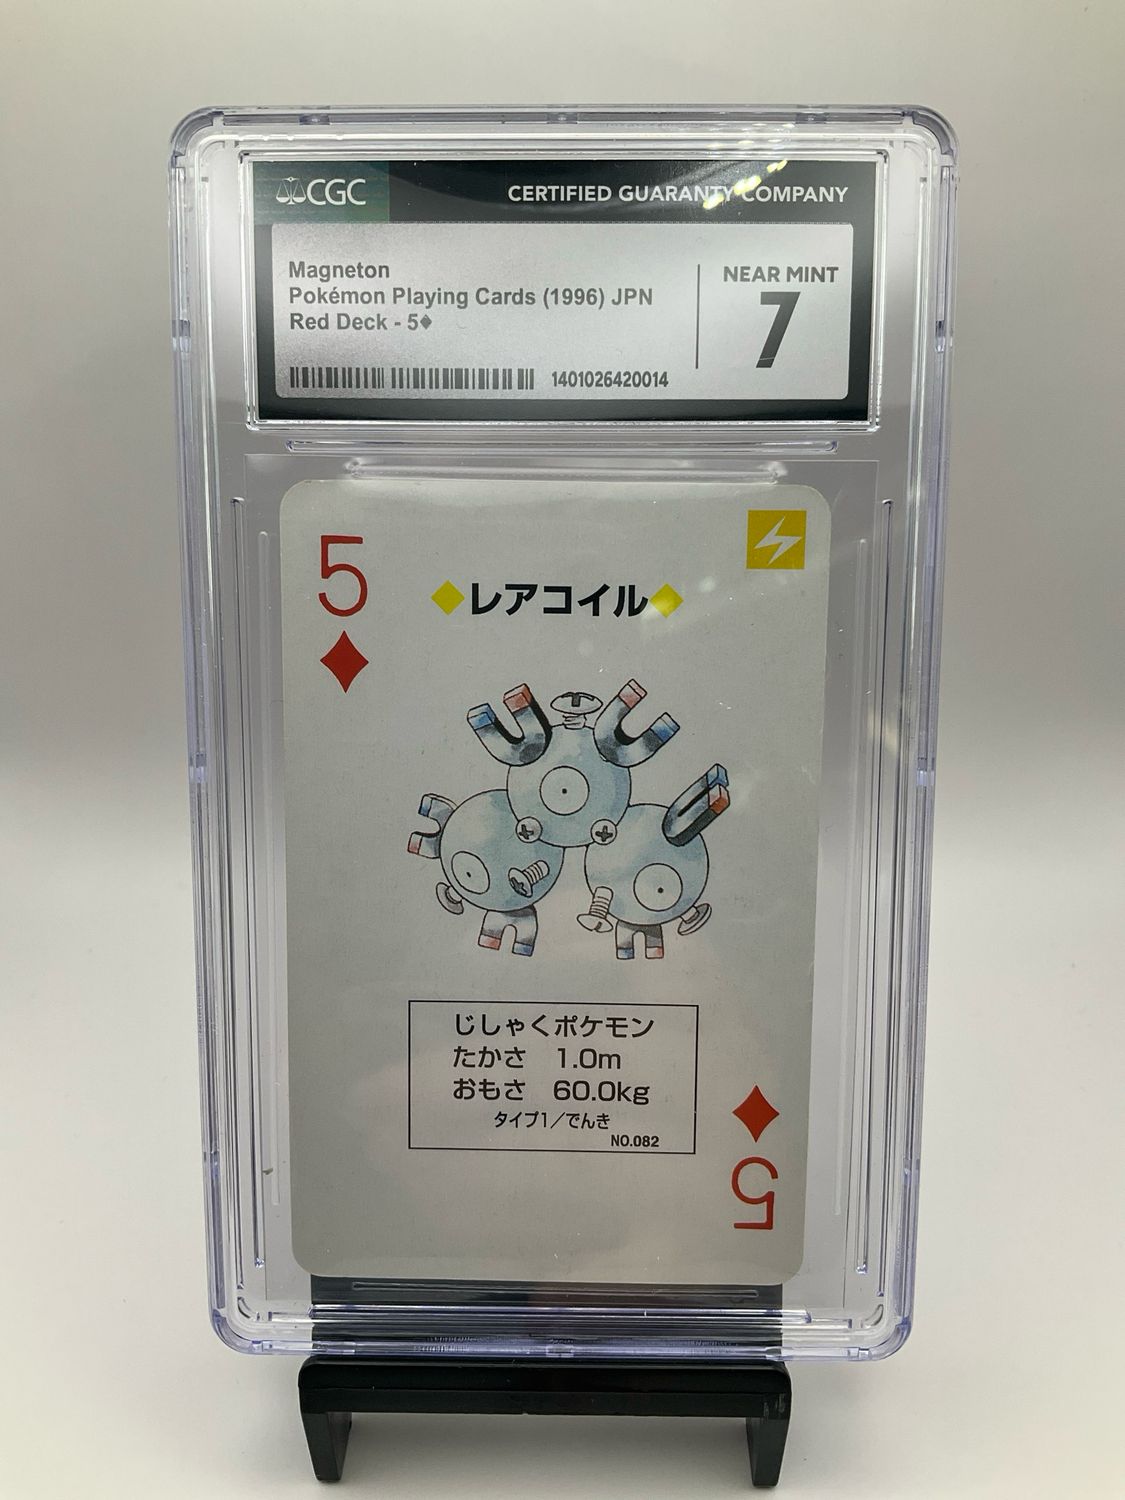 CGC
CERTIFIED GUARANTY COMPANY
Magneton
Pokémon Playing Cards (1996) JPN
Red Deck - 5♦
NEAR MINT
7
1401026420014
5
♦
◆レアコイル◆
じしゃくポケモン
たかさ 1.0m
おもさ 60.0kg
タイプ1/でんき
NO.082
♦
5